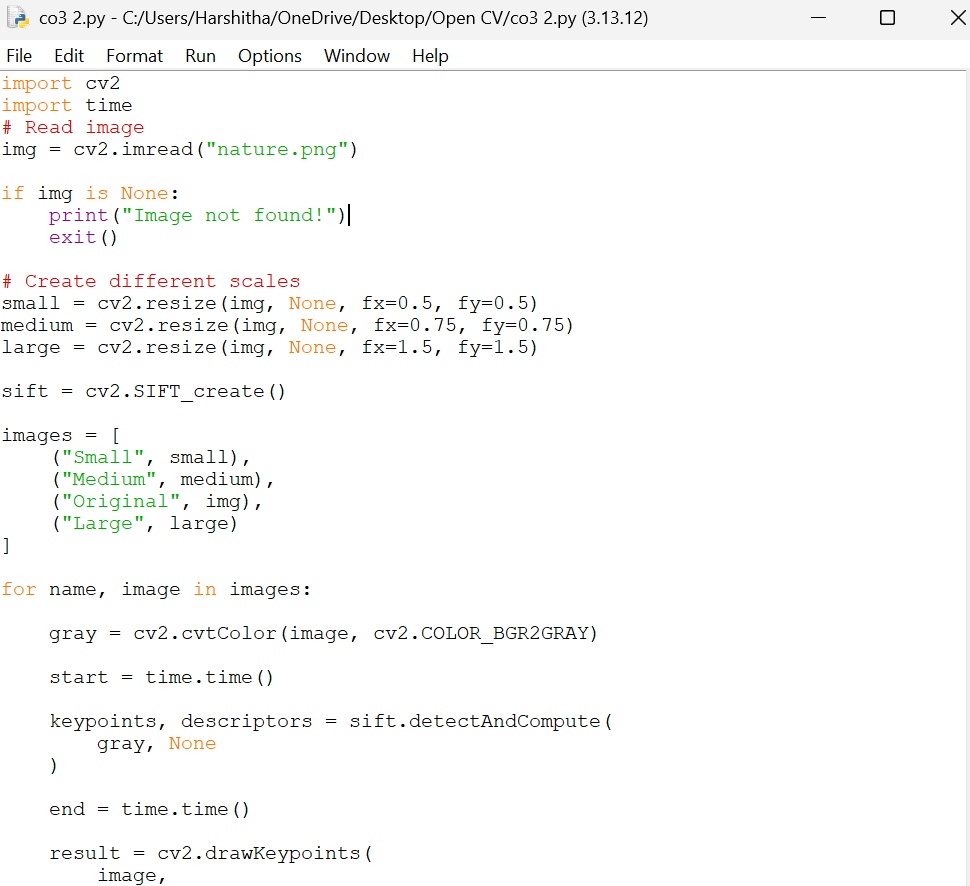 co3 2.py - C:/Users/Harshitha/OneDrive/Desktop/Open CV/co3 2.py (3.13.12)
File Edit Format Run Options Window Help
import cv2
import time
# Read image
img = cv2.imread("nature.png")

if img is None:
    print("Image not found!")
    exit()

# Create different scales
small = cv2.resize(img, None, fx=0.5, fy=0.5)
medium = cv2.resize(img, None, fx=0.75, fy=0.75)
large = cv2.resize(img, None, fx=1.5, fy=1.5)

sift = cv2.SIFT_create()

images = [
    ("Small", small),
    ("Medium", medium),
    ("Original", img),
    ("Large", large)
]

for name, image in images:

    gray = cv2.cvtColor(image, cv2.COLOR_BGR2GRAY)

    start = time.time()

    keypoints, descriptors = sift.detectAndCompute(
        gray, None
    )

    end = time.time()

    result = cv2.drawKeypoints(
        image,